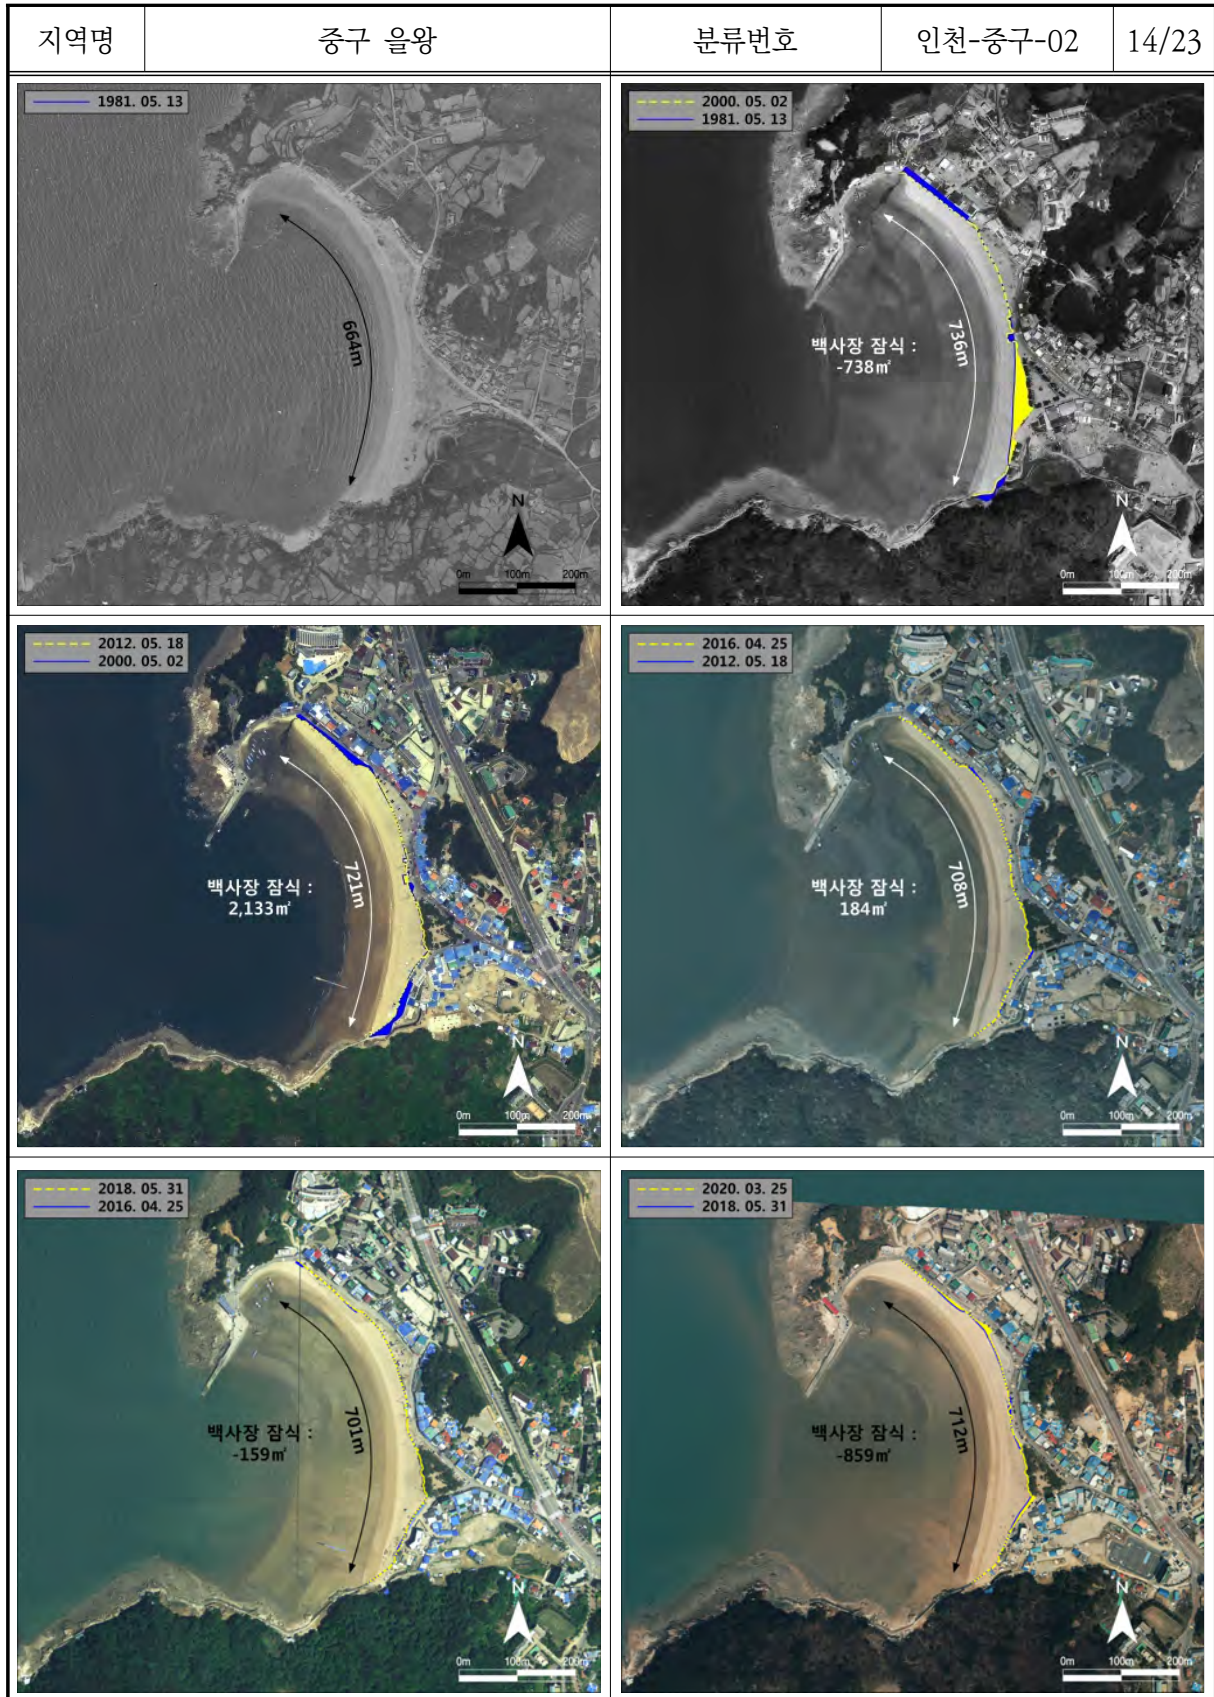 지역명 중구 을왕 분류번호 인천-중구-02 14/23
1981. 05. 13
664m
N
0m 100m 200m
2000. 05. 02
1981. 05. 13
백사장 잠식 :
-738㎡
736m
N
0m 100m 200m
2012. 05. 18
2000. 05. 02
백사장 잠식 :
2,133㎡
721m
N
0m 100m 200m
2016. 04. 25
2012. 05. 18
백사장 잠식 :
184㎡
708m
N
0m 100m 200m
2018. 05. 31
2016. 04. 25
백사장 잠식 :
-159㎡
701m
N
0m 100m 200m
2020. 03. 25
2018. 05. 31
백사장 잠식 :
-859㎡
712m
N
0m 100m 200m